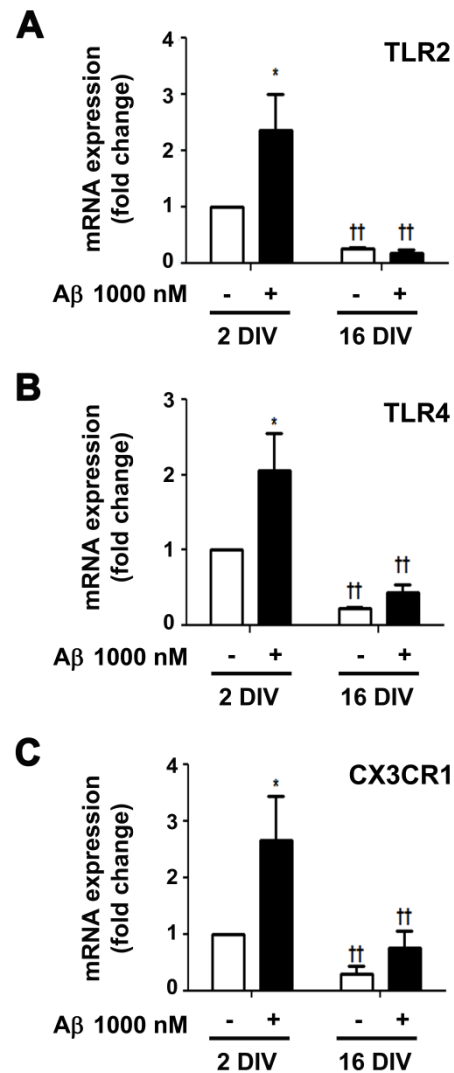 A
TLR2
mRNA expression
(fold change)
4
3
2
1
0
*
†† ††
Aβ 1000 nM - + - +
2 DIV 16 DIV
B
TLR4
mRNA expression
(fold change)
3
2
1
0
*
†† ††
Aβ 1000 nM - + - +
2 DIV 16 DIV
C
CX3CR1
mRNA expression
(fold change)
4
3
2
1
0
*
†† ††
Aβ 1000 nM - + - +
2 DIV 16 DIV